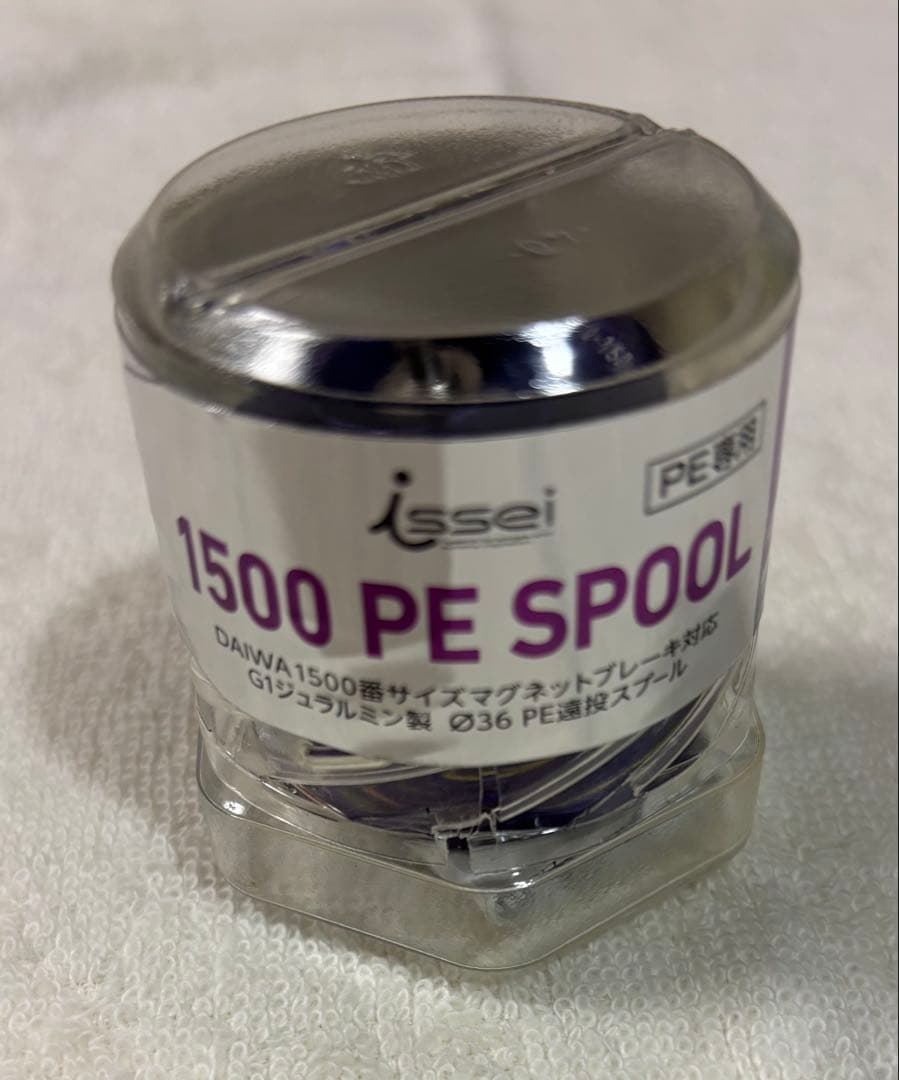 PE専用
issei
1500 PE SPOOL
DAIWA1500番サイズマグネットブレーキ対応
G1ジュラルミン製 Ø36 PE遠投スプール